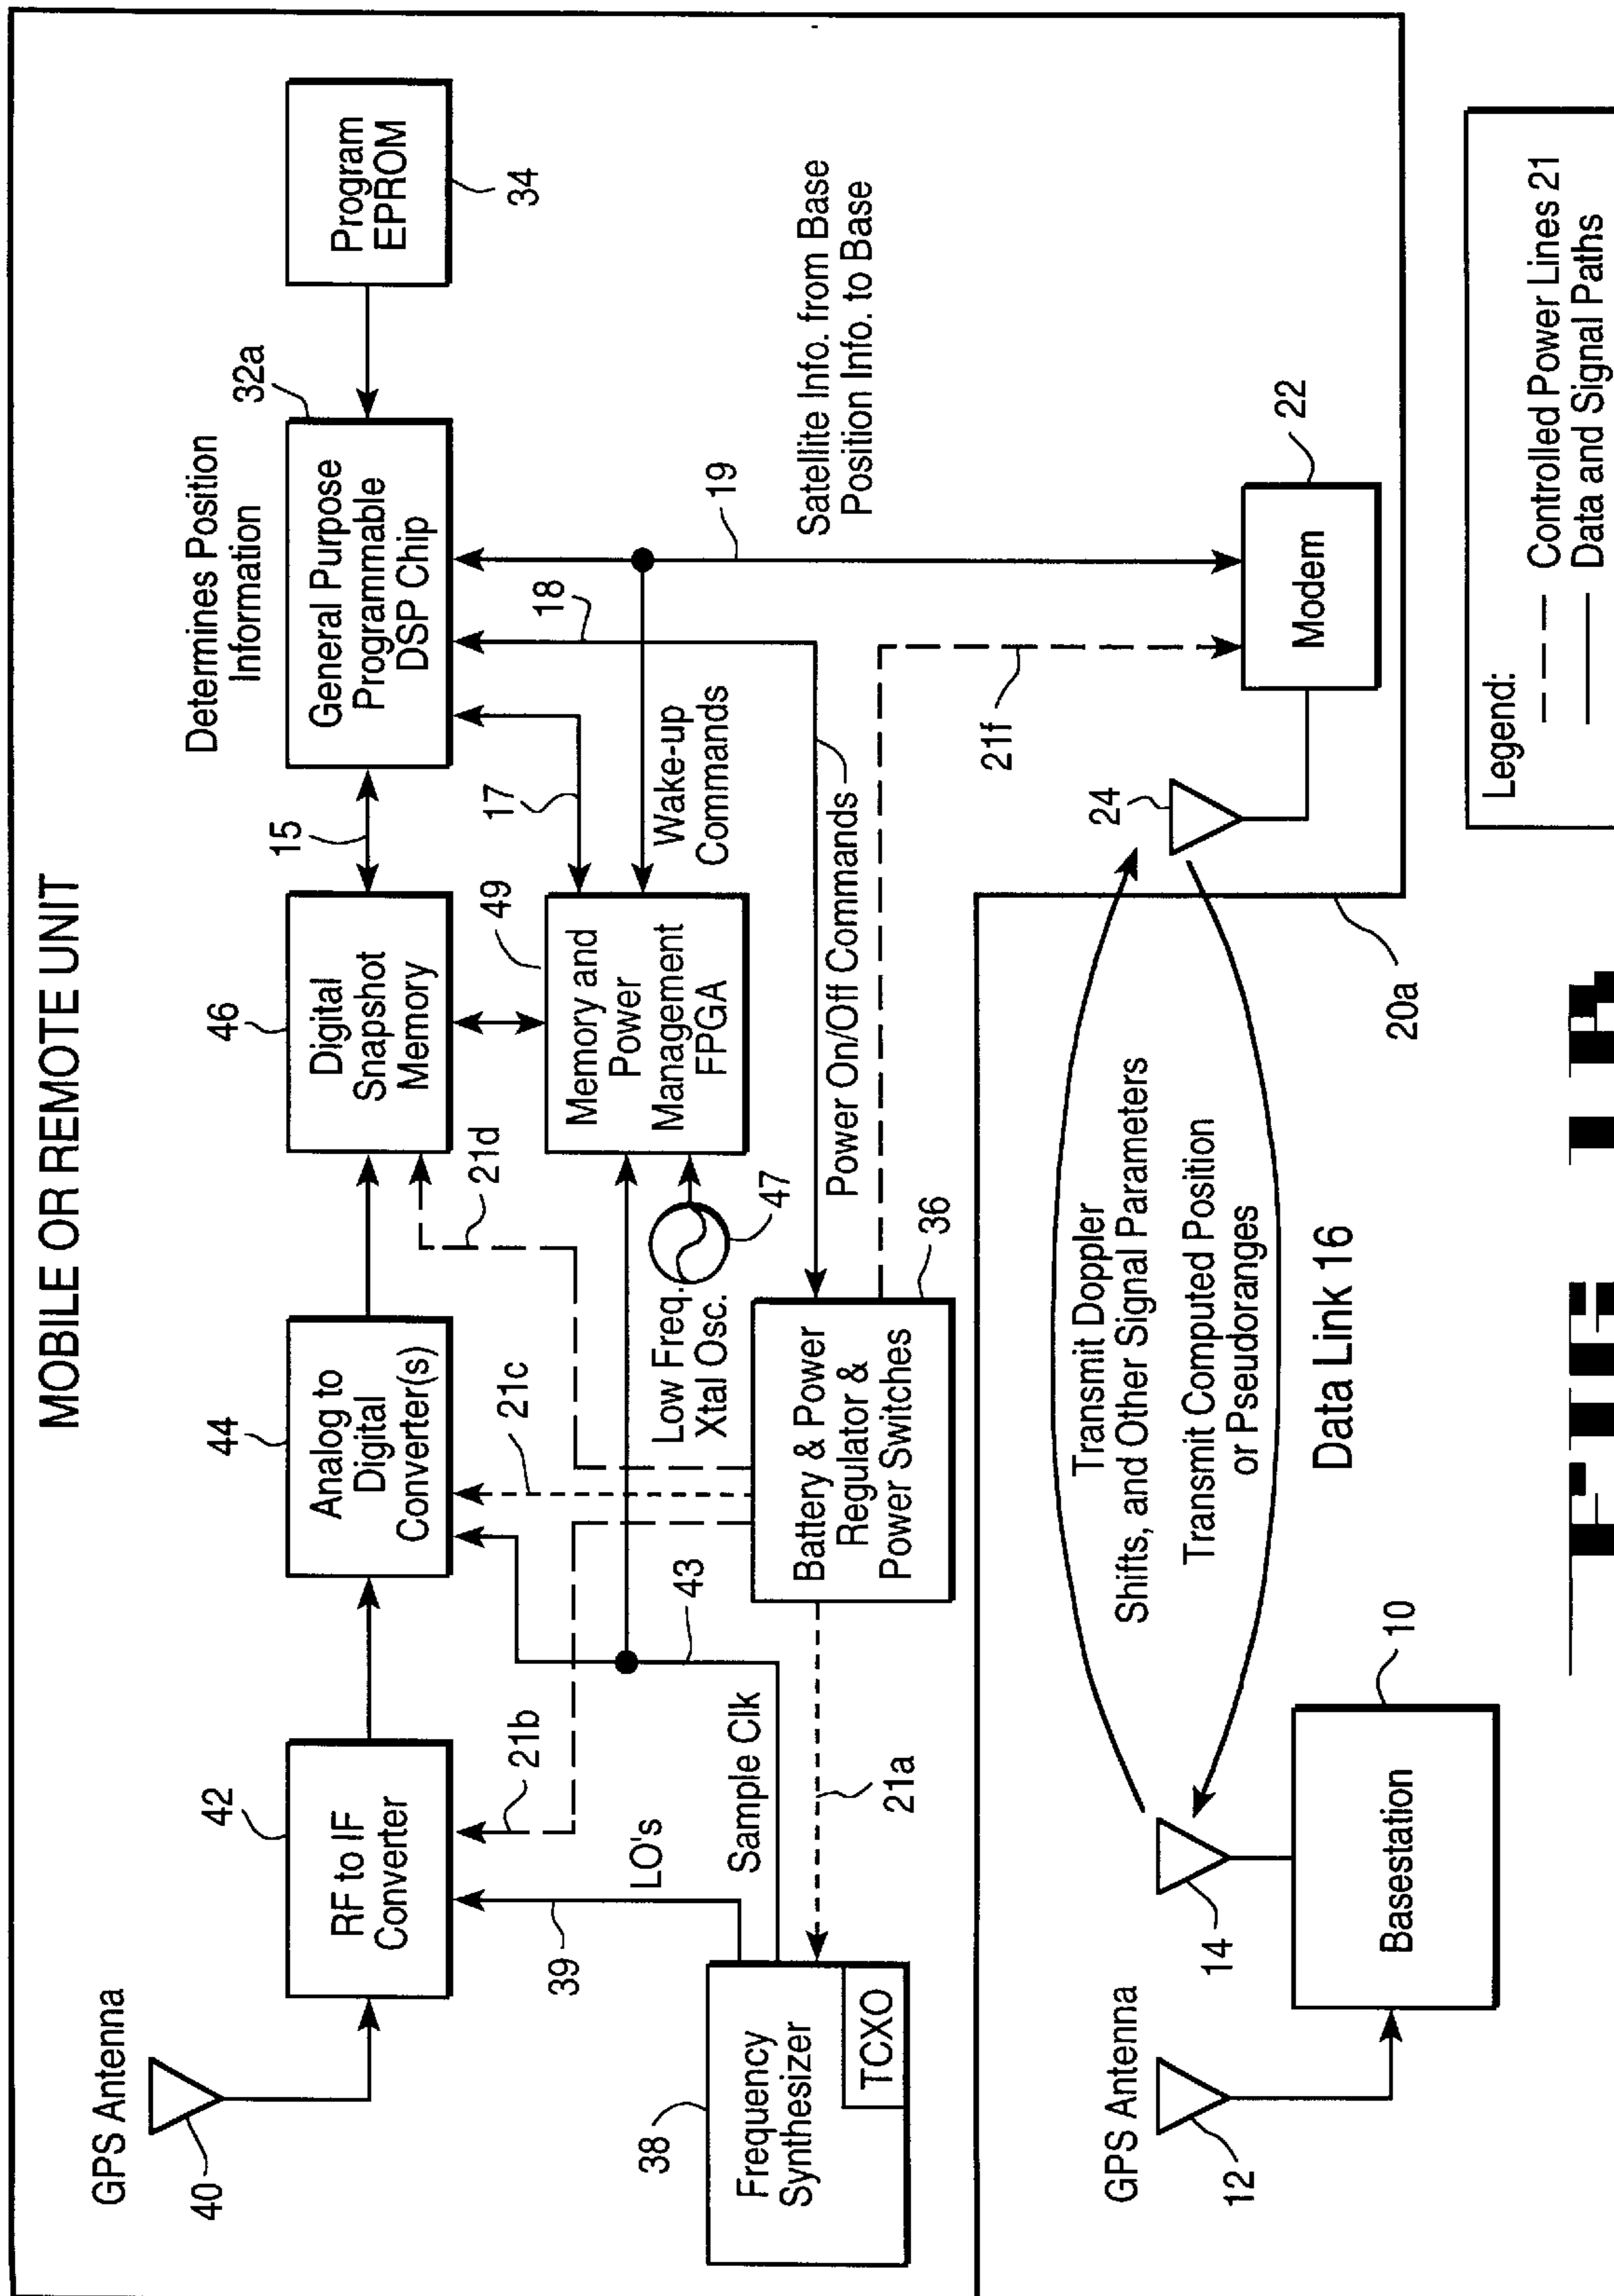 MOBILE OR REMOTE UNIT
GPS Antenna
40
42
RF to IF
Converter
44
Analog to
Digital
Converter(s)
46
Digital
Snapshot
Memory
15
Determines Position
Information
32a
General Purpose
Programmable
DSP Chip
Program
EPROM
34
39
LO's
21b
Sample Clk
43
21c
21d
49
Memory and
Power
Management
FPGA
17
18
19
Wake-up
Commands
Low Freq.
Xtal Osc.
47
38
Frequency
Synthesizer
TCXO
21a
Battery & Power
Regulator &
Power Switches
36
Power On/Off Commands
21f
Satellite Info. from Base
Position Info. to Base
Modem
22
24
20a
GPS Antenna
12
14
Basestation
10
Transmit Doppler
Shifts, and Other Signal Parameters
Transmit Computed Position
or Pseudoranges
Data Link 16
Legend:
Controlled Power Lines 21
Data and Signal Paths